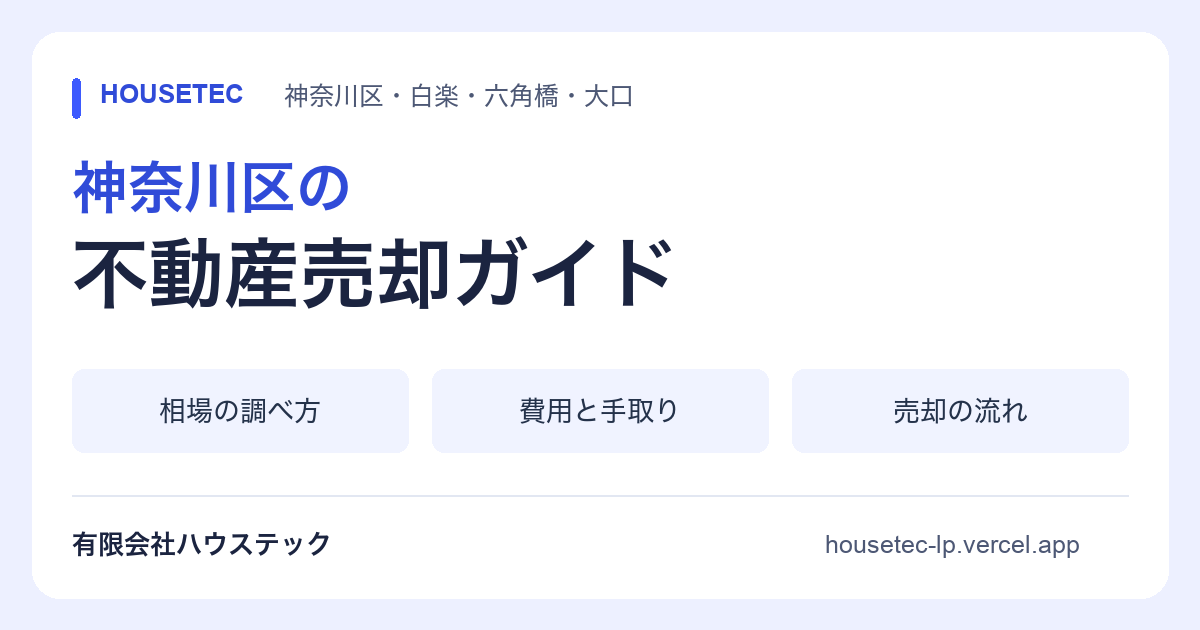 HOUSETEC 神奈川区・白楽・六角橋・大口
神奈川区の
不動産売却ガイド
相場の調べ方
費用と手取り
売却の流れ
有限会社ハウステック
housetec-lp.vercel.app